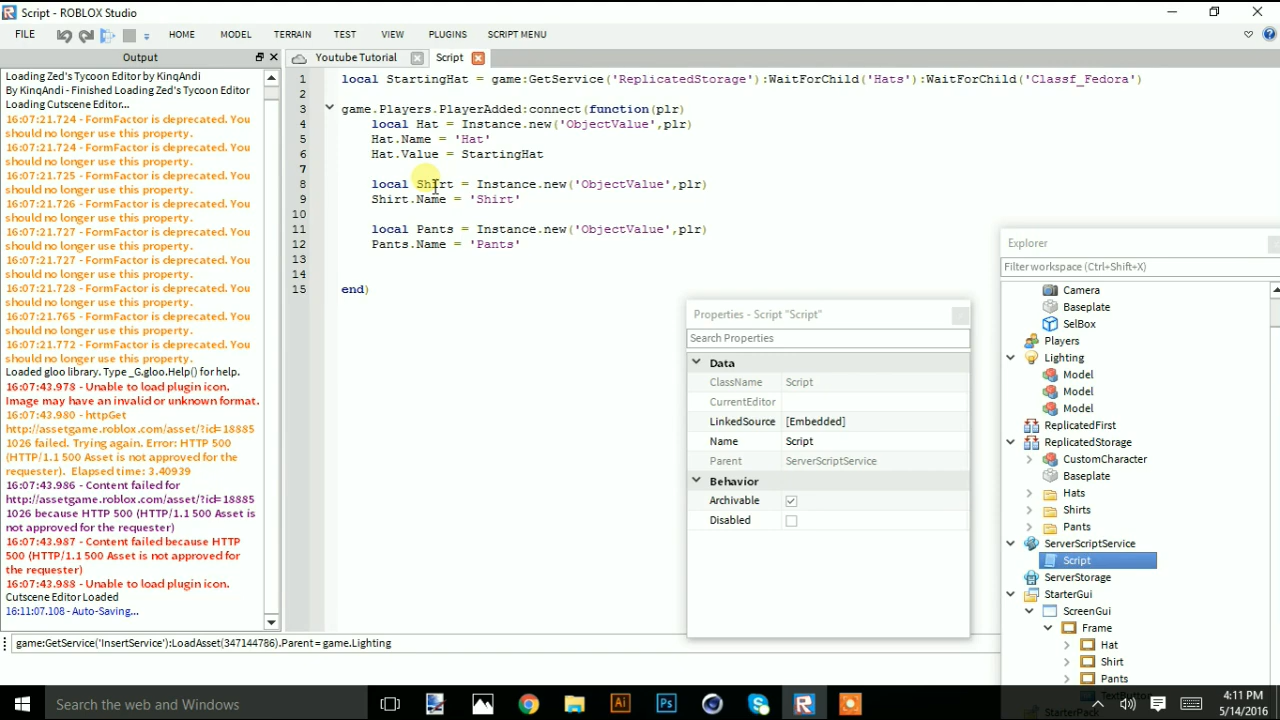 Script - ROBLOX Studio
FILE HOME MODEL TERRAIN TEST VIEW PLUGINS SCRIPT MENU
Output
Loading Zed's Tycoon Editor by KinqAndi
By KinqAndi - Finished Loading Zed's Tycoon Editor
Loading Cutscene Editor...
16:07:21.724 - FormFactor is deprecated. You
should no longer use this property.
16:07:21.724 - FormFactor is deprecated. You
should no longer use this property.
16:07:21.725 - FormFactor is deprecated. You
should no longer use this property.
16:07:21.726 - FormFactor is deprecated. You
should no longer use this property.
16:07:21.727 - FormFactor is deprecated. You
should no longer use this property.
16:07:21.727 - FormFactor is deprecated. You
should no longer use this property.
16:07:21.728 - FormFactor is deprecated. You
should no longer use this property.
16:07:21.765 - FormFactor is deprecated. You
should no longer use this property.
16:07:21.772 - FormFactor is deprecated. You
should no longer use this property.
Loaded gloo library. Type _G.gloo.Help() for help.
16:07:43.978 - Unable to load plugin icon.
Image may have an invalid or unknown format.
16:07:43.980 - httpGet
http://assetgame.roblox.com/asset/?id=18885
1026 failed. Trying again. Error: HTTP 500
(HTTP/1.1 500 Asset is not approved for the
requester). Elapsed time: 3.40939
16:07:43.986 - Content failed for
http://assetgame.roblox.com/asset/?id=18885
1026 because HTTP 500 (HTTP/1.1 500 Asset is
not approved for the requester)
16:07:43.987 - Content failed because HTTP
500 (HTTP/1.1 500 Asset is not approved for
the requester)
16:07:43.988 - Unable to load plugin icon.
Cutscene Editor Loaded
16:11:07.108 - Auto-Saving...
Youtube Tutorial Script
1 local StartingHat = game:GetService('ReplicatedStorage'):WaitForChild('Hats'):WaitForChild('Classf_Fedora')
2
3 game.Players.PlayerAdded:connect(function(plr)
4 local Hat = Instance.new('ObjectValue',plr)
5 Hat.Name = 'Hat'
6 Hat.Value = StartingHat
7
8 local Shirt = Instance.new('ObjectValue',plr)
9 Shirt.Name = 'Shirt'
10
11 local Pants = Instance.new('ObjectValue',plr)
12 Pants.Name = 'Pants'
13
14
15 end)
Properties - Script "Script"
Search Properties
Data
ClassName Script
CurrentEditor
LinkedSource [Embedded]
Name Script
Parent ServerScriptService
Behavior
Archivable
Disabled
Explorer
Filter workspace (Ctrl+Shift+X)
Camera
Baseplate
SelBox
Players
Lighting
Model
Model
Model
ReplicatedFirst
ReplicatedStorage
CustomCharacter
Baseplate
Hats
Shirts
Pants
ServerScriptService
Script
ServerStorage
StarterGui
ScreenGui
Frame
Hat
Shirt
Pants
TextButton
StarterPack
game:GetService('InsertService'):LoadAsset(347144786).Parent = game.Lighting
Search the web and Windows
4:11 PM
5/14/2016